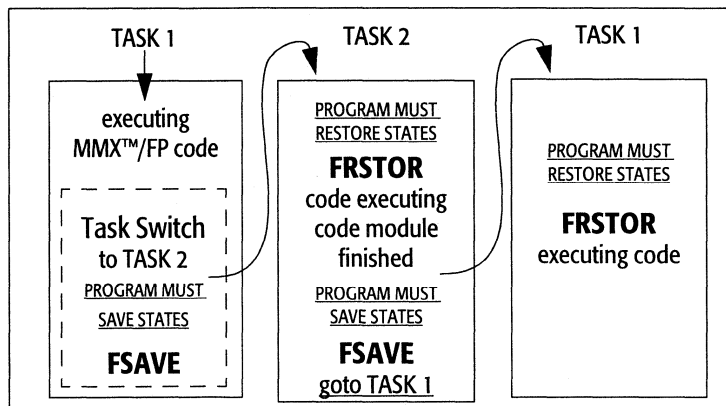 TASK 1
executing
MMX™/FP code
Task Switch
to TASK 2
PROGRAM MUST
SAVE STATES
FSAVE
TASK 2
PROGRAM MUST
RESTORE STATES
FRSTOR
code executing
code module
finished
PROGRAM MUST
SAVE STATES
FSAVE
goto TASK 1
TASK 1
PROGRAM MUST
RESTORE STATES
FRSTOR
executing code